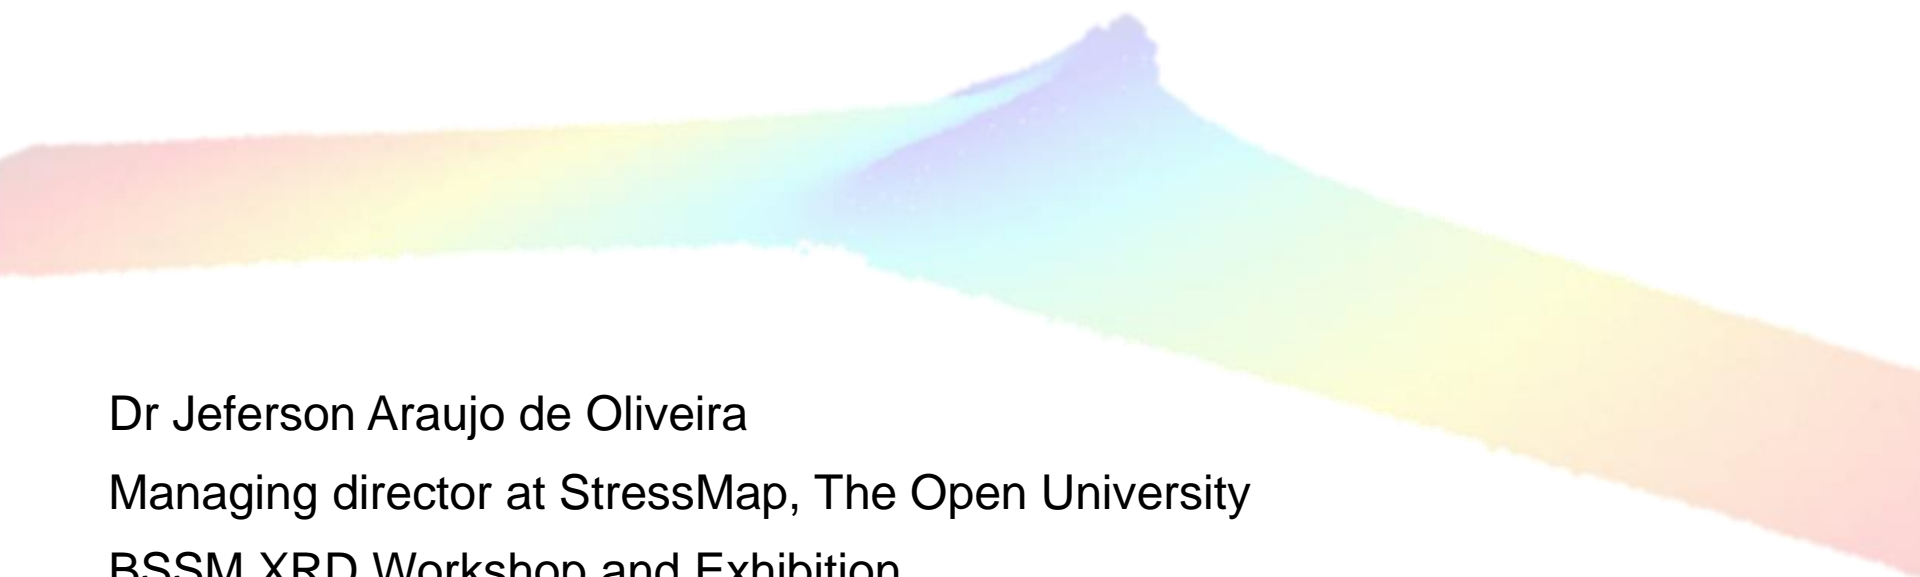 Dr Jeferson Araujo de Oliveira
Managing director at StressMap, The Open University
BSSM XRD Workshop and Exhibition